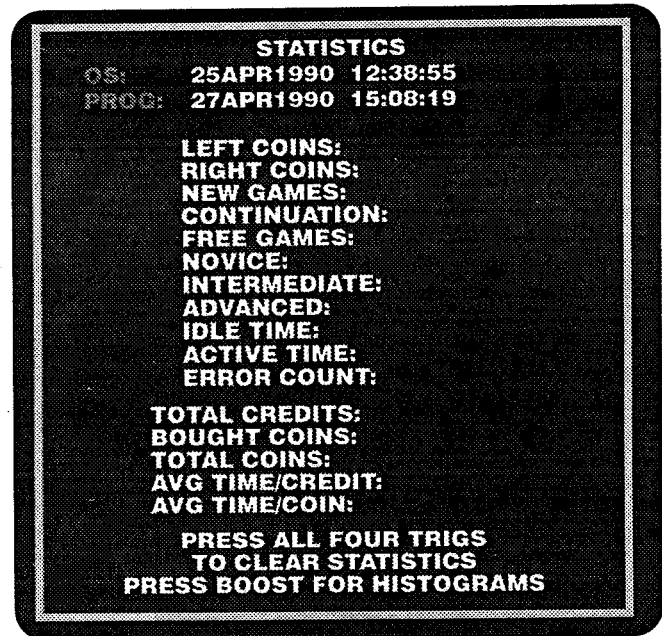 STATISTICS
OS: 25APR1990 12:38:55
PROG: 27APR1990 15:08:19
LEFT COINS:
RIGHT COINS:
NEW GAMES:
CONTINUATION:
FREE GAMES:
NOVICE:
INTERMEDIATE:
ADVANCED:
IDLE TIME:
ACTIVE TIME:
ERROR COUNT:
TOTAL CREDITS:
BOUGHT COINS:
TOTAL COINS:
AVG TIME/CREDIT:
AVG TIME/COIN:
PRESS ALL FOUR TRIGS
TO CLEAR STATISTICS
PRESS BOOST FOR HISTOGRAMS